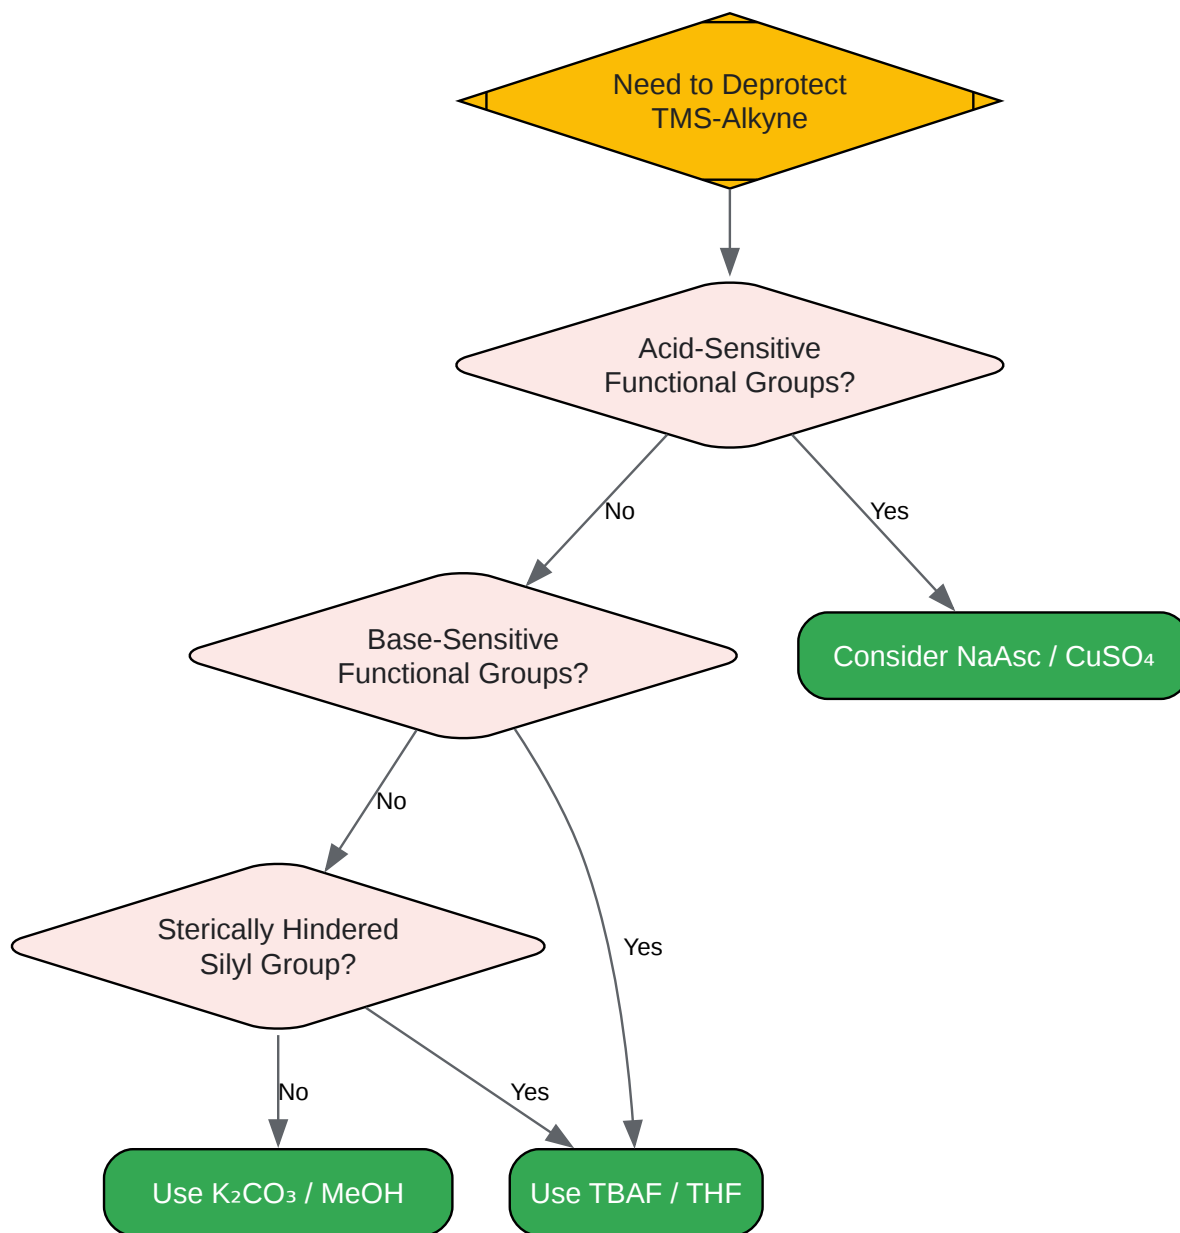 Need to Deprotect
TMS-Alkyne
Acid-Sensitive
Functional Groups?
No
Yes
Base-Sensitive
Functional Groups?
Consider NaAsc / CuSO₄
No
Yes
Sterically Hindered
Silyl Group?
No
Yes
Use K₂CO₃ / MeOH
Use TBAF / THF